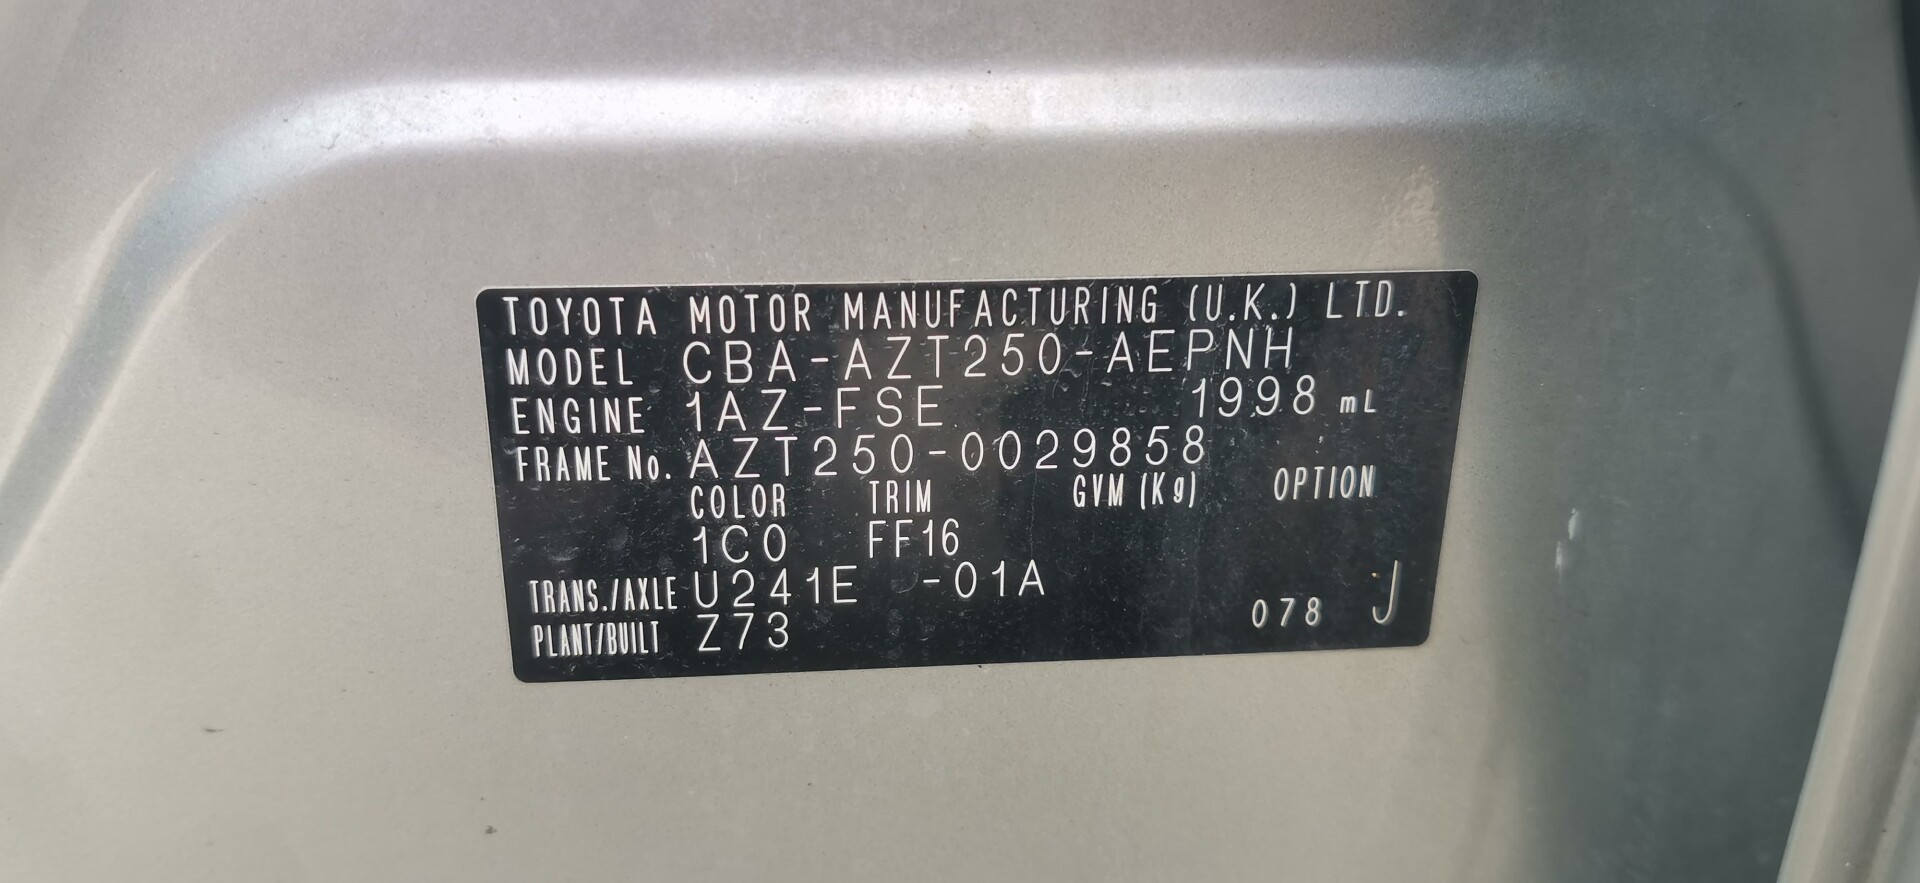 TOYOTA MOTOR MANUFACTURING (U.K.) LTD.
MODEL CBA-AZT250-AEPNH
ENGINE 1AZ-FSE 1998 mL
FRAME No. AZT250-0029858
COLOR TRIM GVM (Kg) OPTION
1C0 FF16
TRANS./AXLE U241E -01A
PLANT/BUILT Z73 078 J